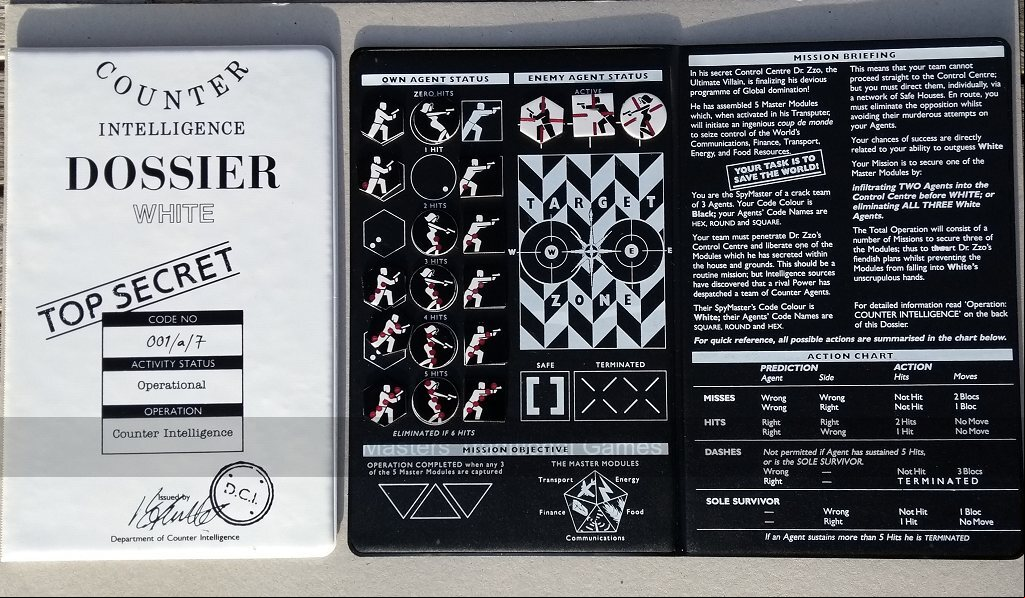 COUNTER
INTELLIGENCE
DOSSIER
WHITE
TOP SECRET
CODE NO
001/a/7
ACTIVITY STATUS
Operational
OPERATION
Counter Intelligence
Issued by
D.C.I.
Department of Counter Intelligence
OWN AGENT STATUS
ZERO HITS
1 HIT
2 HITS
3 HITS
4 HITS
5 HITS
ELIMINATED IF 6 HITS
ENEMY AGENT STATUS
ACTIVE
TARGET
W W E E
ZONE
SAFE
TERMINATED
Masters Games
MISSION OBJECTIVE
OPERATION COMPLETED when any 3
of the 5 Master Modules are captured
THE MASTER MODULES
Transport
Energy
Finance
Food
Communications
MISSION BRIEFING
In his secret Control Centre Dr. Zzo, the
Ultimate Villain, is finalizing his devious
programme of Global domination!
He has assembled 5 Master Modules
which, when activated in his Transputer,
will initiate an ingenious coup de monde
to seize control of the World's
Communications, Finance, Transport,
Energy, and Food Resources.
YOUR TASK IS TO
SAVE THE WORLD!
You are the SpyMaster of a crack team
of 3 Agents. Your Code Colour is
Black; your Agents' Code Names are
HEX, ROUND and SQUARE.
Your team must penetrate Dr. Zzo's
Control Centre and liberate one of the
Modules which he has secreted within
the house and grounds. This should be a
routine mission; but Intelligence sources
have discovered that a rival Power has
despatched a team of Counter Agents.
Their SpyMaster's Code Colour is
White; their Agents' Code Names are
SQUARE, ROUND and HEX.
This means that your team cannot
proceed straight to the Control Centre;
but you must direct them, individually, via
a network of Safe Houses. En route, you
must eliminate the opposition whilst
avoiding their murderous attempts on
your Agents.
Your chances of success are directly
related to your ability to outguess White
Your Mission is to secure one of the
Master Modules by:
infiltrating TWO Agents into the
Control Centre before WHITE; or
eliminating ALL THREE White
Agents.
The Total Operation will consist of a
number of Missions to secure three of
the Modules; thus to thwart Dr. Zzo's
fiendish plans whilst preventing the
Modules from falling into White's
unscrupulous hands.
For detailed information read 'Operation:
COUNTER INTELLIGENCE' on the back
of this Dossier.
For quick reference, all possible actions are summarised in the chart below.
ACTION CHART
PREDICTION ACTION
Agent Side Hits Moves
MISSES Wrong Wrong Not Hit 2 Blocs
Wrong Right Not Hit 1 Bloc
HITS Right Right 2 Hits No Move
Right Wrong 1 Hit No Move
DASHES Not permitted if Agent has sustained 5 Hits,
or is the SOLE SURVIVOR.
Wrong — Not Hit 3 Blocs
Right — TERMINATED
SOLE SURVIVOR
— Wrong Not Hit 1 Bloc
— Right 1 Hit No Move
If an Agent sustains more than 5 Hits he is TERMINATED